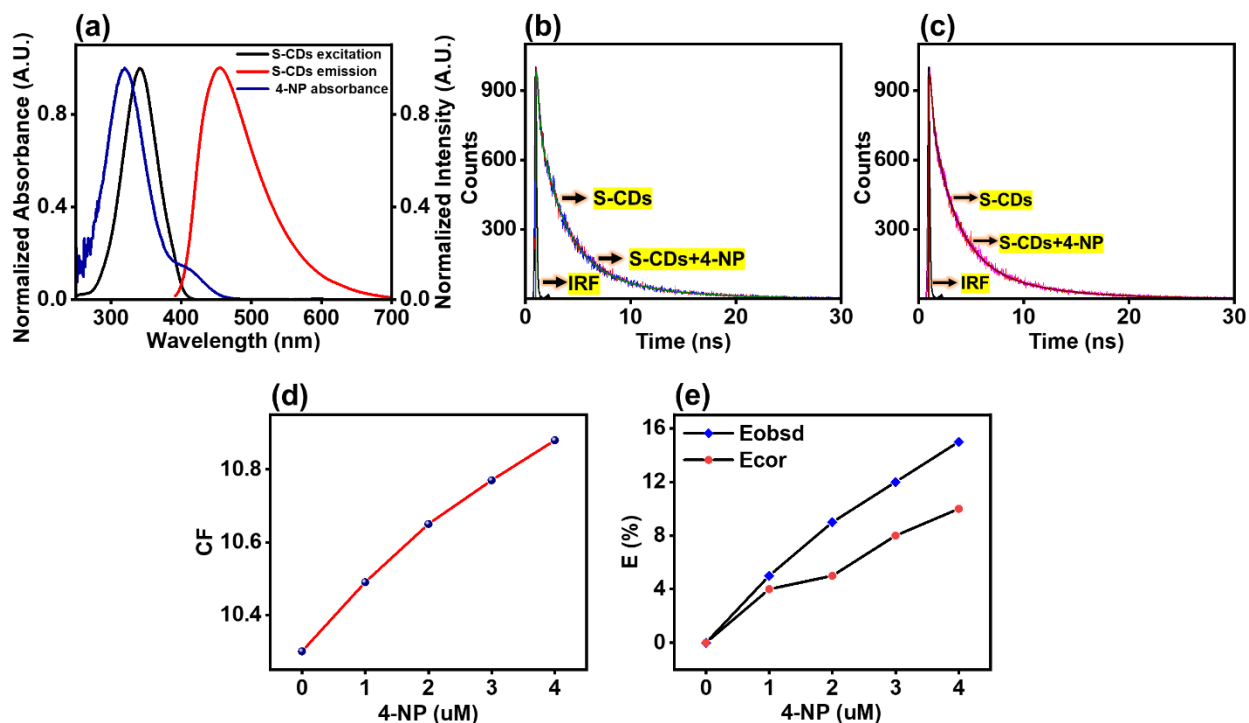 (a)
S-CDs excitation
S-CDs emission
4-NP absorbance
Normalized Absorbance (A.U.)
0.8
0.4
0.0
0.8
0.4
0.0
Normalized Intensity (A.U.)
300 400 500 600 700
Wavelength (nm)
(b)
Counts
900
600
300
S-CDs
S-CDs+4-NP
IRF
0 10 20 30
Time (ns)
(c)
Counts
900
600
300
S-CDs
S-CDs+4-NP
IRF
0 10 20 30
Time (ns)
(d)
CF
10.8
10.6
10.4
0 1 2 3 4
4-NP (uM)
(e)
Eobsd
Ecor
E (%)
16
12
8
4
0
0 1 2 3 4
4-NP (uM)